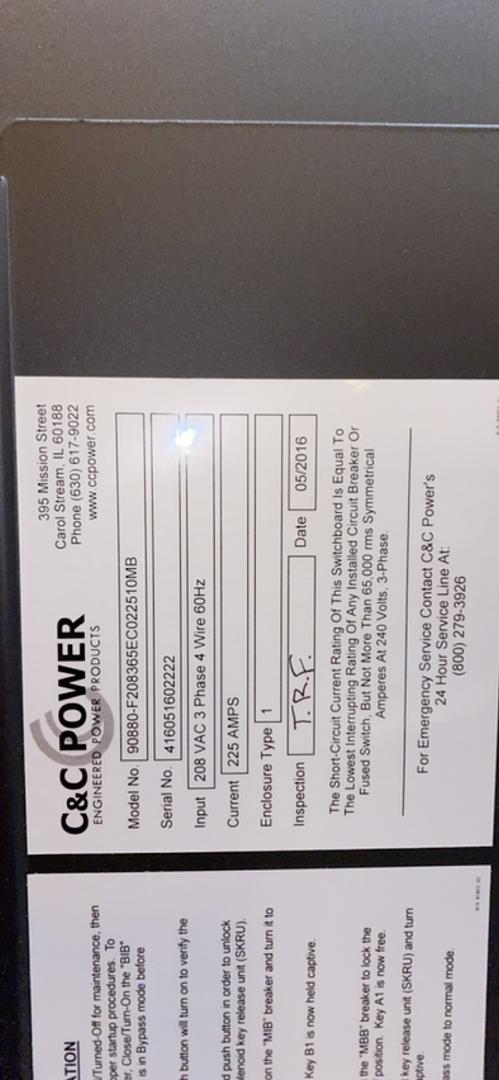 395 Mission Street
Carol Stream, IL 60188
Phone (630) 617-9022
www.ccpower.com
C&C POWER
ENGINEERED POWER PRODUCTS
Model No. 90880-F208365EC022510MB
Serial No. 416051602222
Input 208 VAC 3 Phase 4 Wire 60Hz
Current 225 AMPS
Enclosure Type 1
Inspection T.R.F. Date 05/2016
The Short-Circuit Current Rating Of This Switchboard Is Equal To
The Lowest Interrupting Rating Of Any Installed Circuit Breaker Or
Fused Switch, But Not More Than 65,000 rms Symmetrical
Amperes At 240 Volts, 3-Phase.
For Emergency Service Contact C&C Power's
24 Hour Service Line At:
(800) 279-3926
ATION
/Turned-Off for maintenance, then
per startup procedures. To
er, Close/Turn-On the "BIB"
is in Bypass mode before
h button will turn on to verify the
d push button in order to unlock
lenoid key release unit (SKRU).
on the "MIB" breaker and turn it to
Key B1 is now held captive.
the "MBB" breaker to lock the
position. Key A1 is now free.
key release unit (SKRU) and turn
ptive.
ass mode to normal mode.